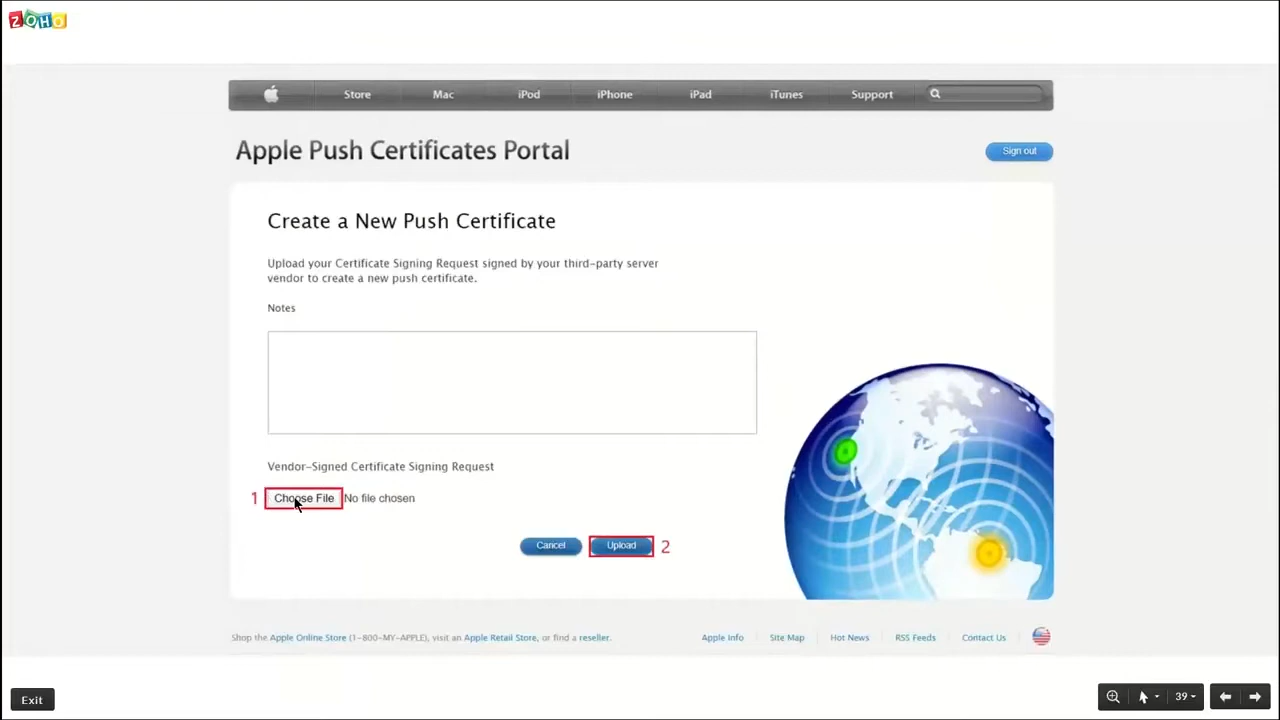 ZOHO
Store Mac iPod iPhone iPad iTunes Support
Apple Push Certificates Portal
Sign out
Create a New Push Certificate
Upload your Certificate Signing Request signed by your third-party server
vendor to create a new push certificate.
Notes
Vendor-Signed Certificate Signing Request
1 Choose File No file chosen
Cancel Upload 2
Shop the Apple Online Store (1-800-MY-APPLE), visit an Apple Retail Store, or find a reseller.
Apple Info Site Map Hot News RSS Feeds Contact Us
Exit
39